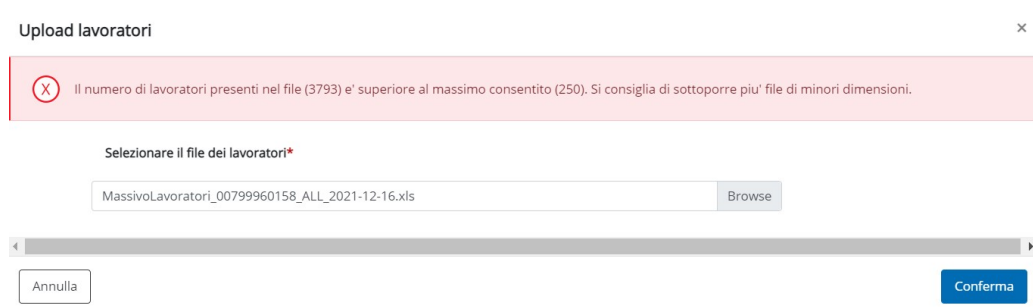 Upload lavoratori
×
X Il numero di lavoratori presenti nel file (3793) e' superiore al massimo consentito (250). Si consiglia di sottoporre piu' file di minori dimensioni.
Selezionare il file dei lavoratori*
MassivoLavoratori_00799960158_ALL_2021-12-16.xls Browse
Annulla Conferma